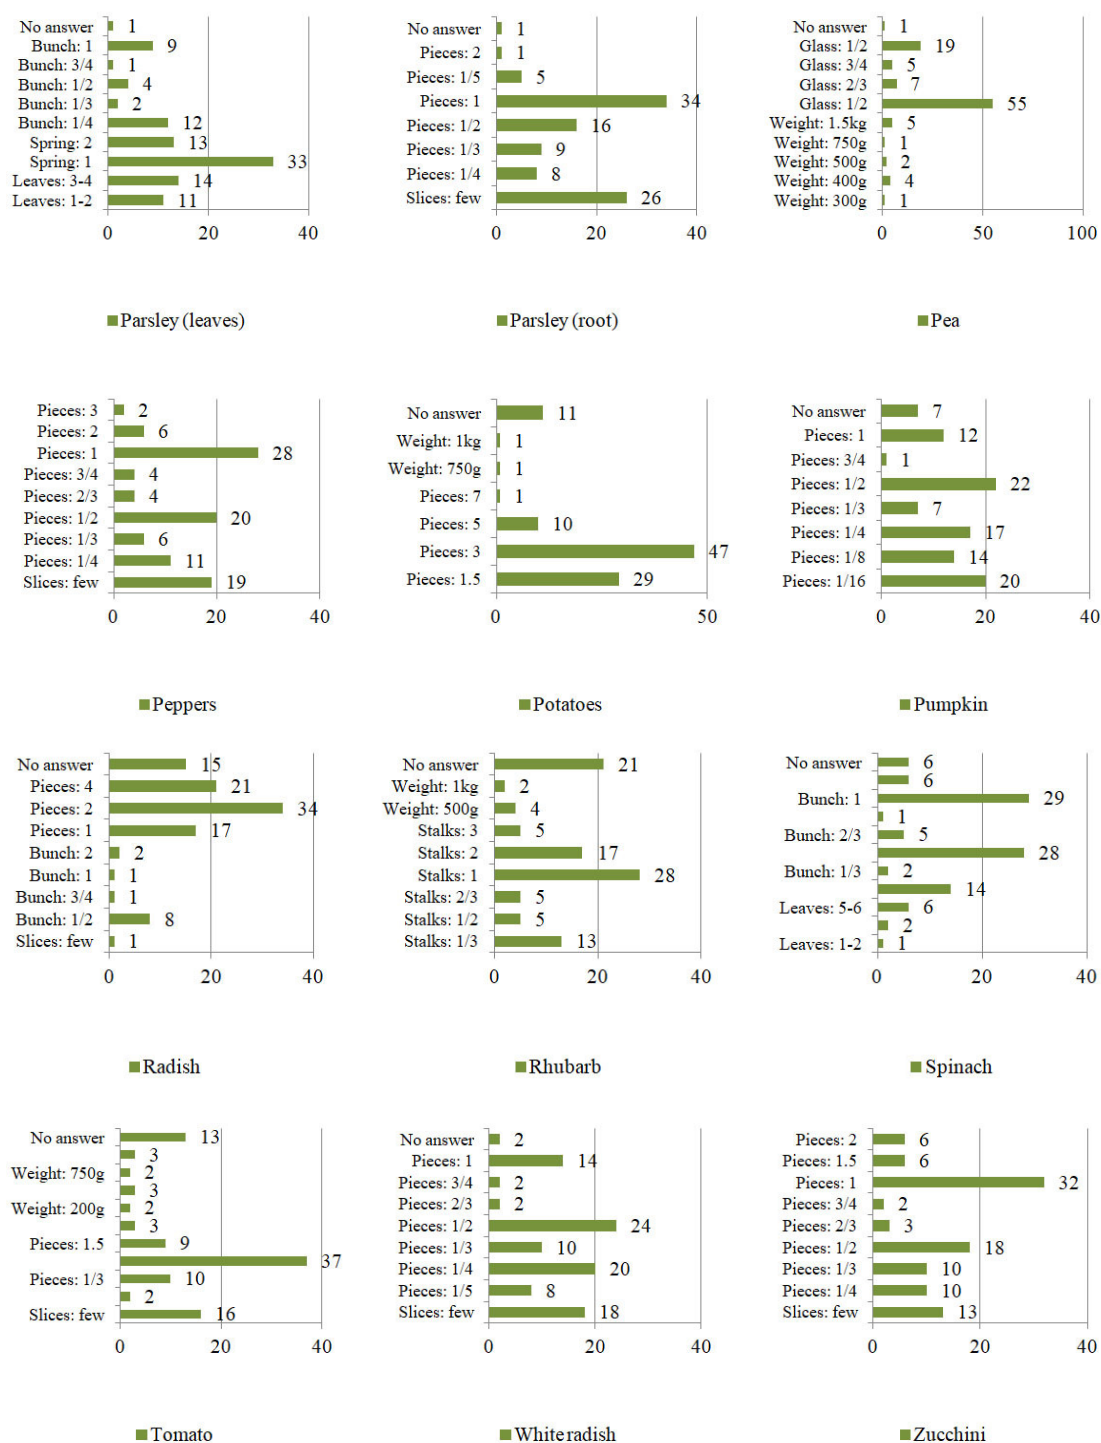 No answer 1
Bunch: 1 9
Bunch: 3/4 1
Bunch: 1/2 4
Bunch: 1/3 2
Bunch: 1/4 12
Spring: 2 13
Spring: 1 33
Leaves: 3-4 14
Leaves: 1-2 11
0 20 40
Parsley (leaves)
No answer 1
Pieces: 2 1
Pieces: 1/5 5
Pieces: 1 34
Pieces: 1/2 16
Pieces: 1/3 9
Pieces: 1/4 8
Slices: few 26
0 20 40
Parsley (root)
No answer 1
Glass: 1/2 19
Glass: 3/4 5
Glass: 2/3 7
Glass: 1/2 55
Weight: 1.5kg 5
Weight: 750g 1
Weight: 500g 2
Weight: 400g 4
Weight: 300g 1
0 50 100
Pea
Pieces: 3 2
Pieces: 2 6
Pieces: 1 28
Pieces: 3/4 4
Pieces: 2/3 4
Pieces: 1/2 20
Pieces: 1/3 6
Pieces: 1/4 11
Slices: few 19
0 20 40
Peppers
No answer 11
Weight: 1kg 1
Weight: 750g 1
Pieces: 7 1
Pieces: 5 10
Pieces: 3 47
Pieces: 1.5 29
0 50
Potatoes
No answer 7
Pieces: 1 12
Pieces: 3/4 1
Pieces: 1/2 22
Pieces: 1/3 7
Pieces: 1/4 17
Pieces: 1/8 14
Pieces: 1/16 20
0 20 40
Pumpkin
No answer 15
Pieces: 4 21
Pieces: 2 34
Pieces: 1 17
Bunch: 2 2
Bunch: 1 1
Bunch: 3/4 1
Bunch: 1/2 8
Slices: few 1
0 20 40
Radish
No answer 21
Weight: 1kg 2
Weight: 500g 4
Stalks: 3 5
Stalks: 2 17
Stalks: 1 28
Stalks: 2/3 5
Stalks: 1/2 5
Stalks: 1/3 13
0 20 40
Rhubarb
No answer 6
6
Bunch: 1 29
1
Bunch: 2/3 5
28
Bunch: 1/3 2
14
Leaves: 5-6 6
2
Leaves: 1-2 1
0 20 40
Spinach
No answer 13
3
Weight: 750g 2
3
Weight: 200g 2
3
Pieces: 1.5 9
37
Pieces: 1/3 10
2
Slices: few 16
0 20 40
Tomato
No answer 2
Pieces: 1 14
Pieces: 3/4 2
Pieces: 2/3 2
Pieces: 1/2 24
Pieces: 1/3 10
Pieces: 1/4 20
Pieces: 1/5 8
Slices: few 18
0 20 40
White radish
Pieces: 2 6
Pieces: 1.5 6
Pieces: 1 32
Pieces: 3/4 2
Pieces: 2/3 3
Pieces: 1/2 18
Pieces: 1/3 10
Pieces: 1/4 10
Slices: few 13
0 20 40
Zucchini